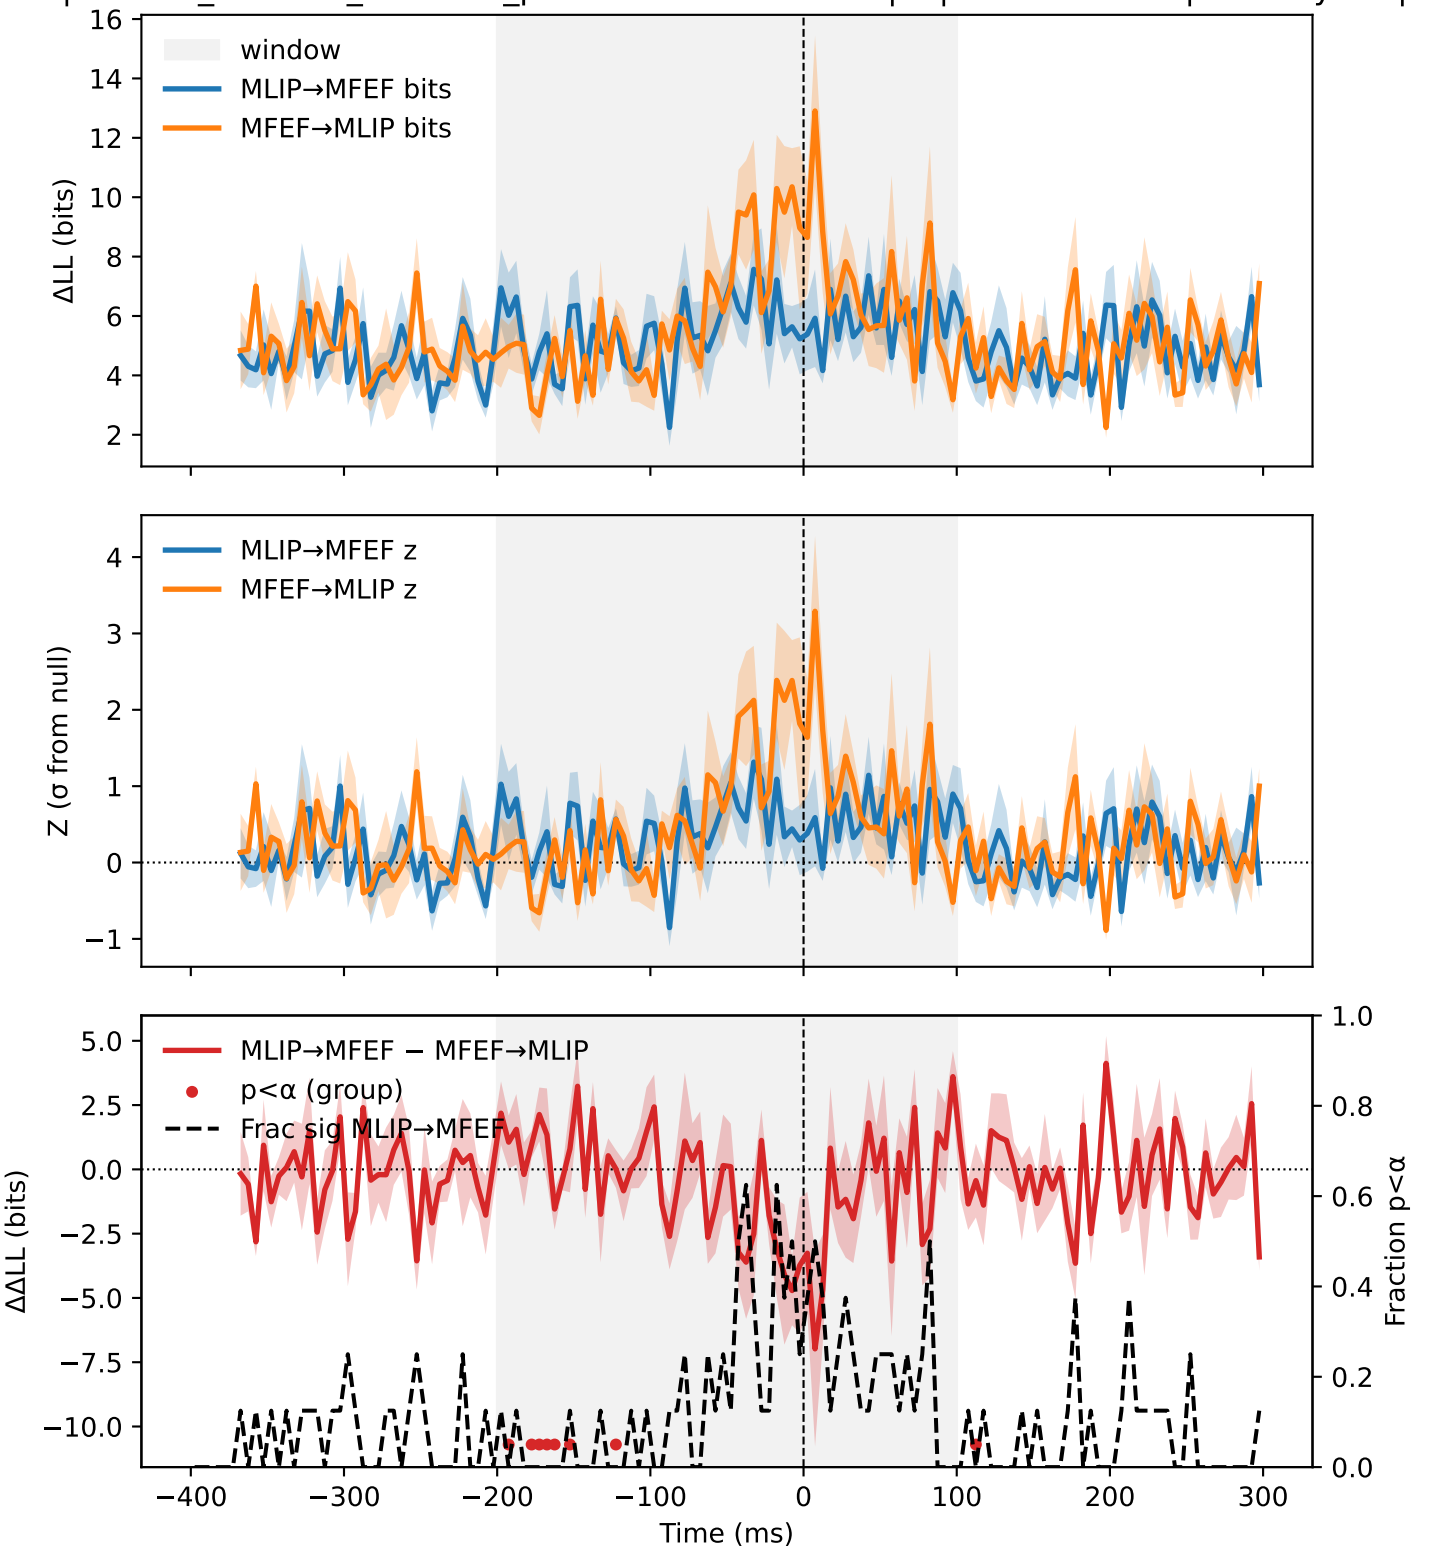 16
14
12
10
8
6
4
2
ΔLL (bits)
window
MLIP→MFEF bits
MFEF→MLIP bits
4
3
2
1
0
−1
Z (σ from null)
MLIP→MFEF z
MFEF→MLIP z
5.0
2.5
0.0
−2.5
−5.0
−7.5
−10.0
ΔΔLL (bits)
MLIP→MFEF − MFEF→MLIP
p<α (group)
Frac sig MLIP→MFEF
1.0
0.8
0.6
0.4
0.2
0.0
Fraction p<α
−400 −300 −200 −100 0 100 200 300
Time (ms)